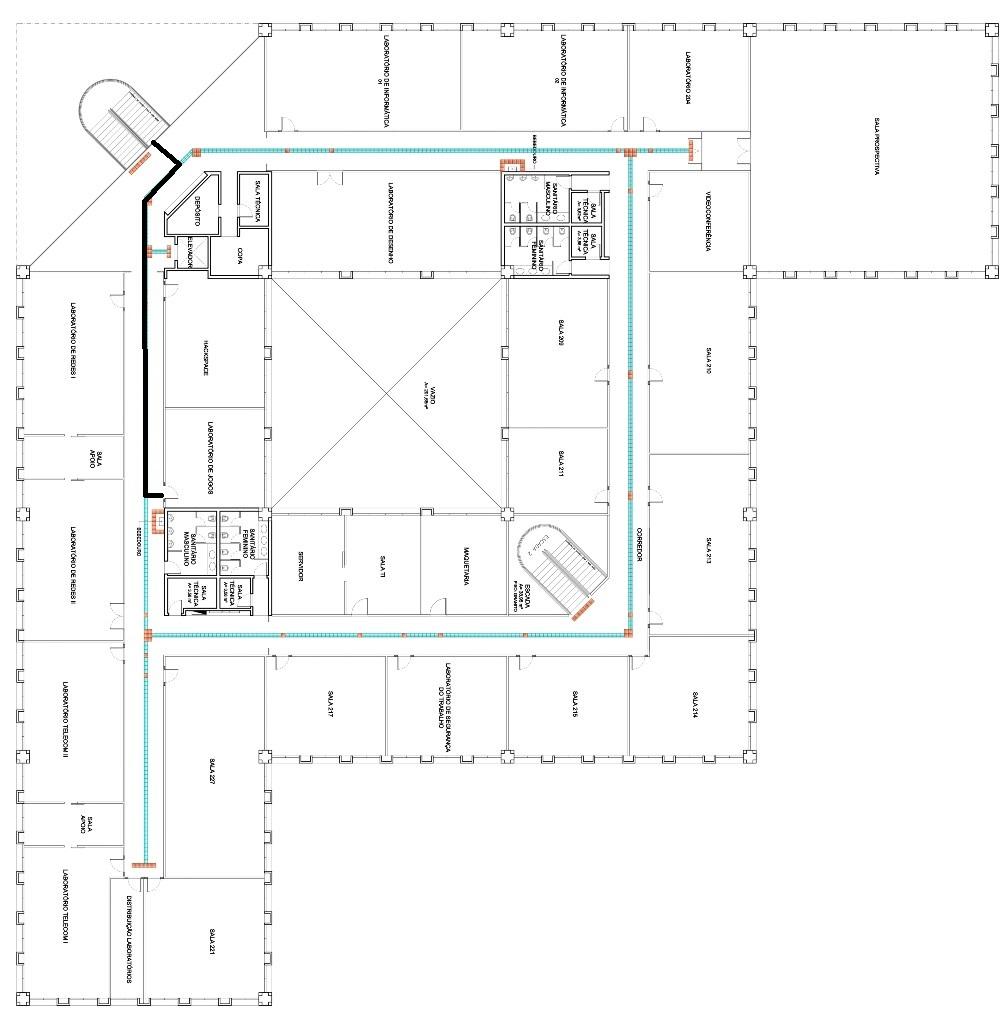 LABORATÓRIO DE INFORMÁTICA
01
LABORATÓRIO DE INFORMÁTICA
02
LABORATÓRIO 204
SALA PROSPECTIVA
BEBEDOURO
DEPÓSITO
SALA TÉCNICA
LABORATÓRIO DE DESENHO
SANITÁRIO
MASCULINO
SALA
TÉCNICA
VIDEOCONFERÊNCIA
ELEVADOR
COPA
SANITÁRIO
FEMININO
SALA
TÉCNICA
LABORATÓRIO DE REDES I
HACKSPACE
VAZIO
SALA 209
SALA 210
SALA
APOIO
LABORATÓRIO DE JOGOS
SALA 211
LABORATÓRIO DE REDES II
BEBEDOURO
SANITÁRIO
MASCULINO
SANITÁRIO
FEMININO
SERVIDOR
SALA TI
MAQUETARIA
ESCADA 2
CORREDOR
SALA 213
SALA
TÉCNICA
SALA
TÉCNICA
ESCADA
LABORATÓRIO TELECOM II
SALA 217
LABORATÓRIO DE SEGURANÇA
DO TRABALHO
SALA 215
SALA 214
SALA 227
SALA
APOIO
LABORATÓRIO TELECOM I
DISTRIBUIÇÃO LABORATÓRIOS
SALA 221